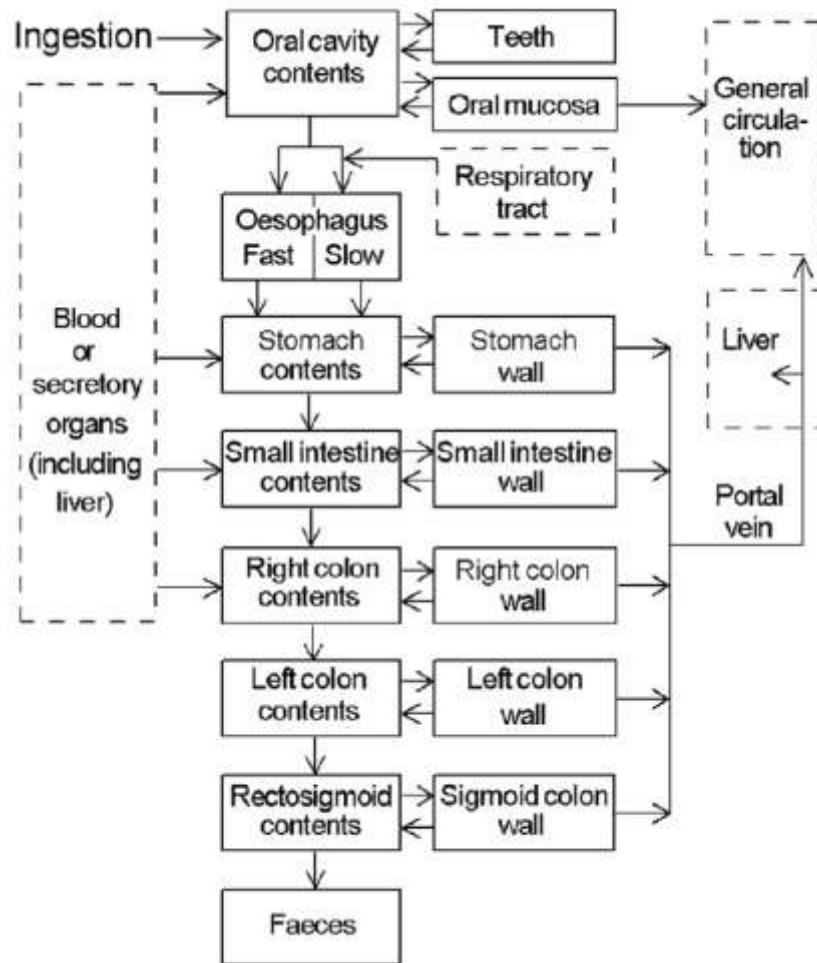 Ingestion
Oral cavity
contents
Teeth
Oral mucosa
General
circula-
tion
Respiratory
tract
Oesophagus
Fast
Slow
Blood
or
secretory
organs
(including
liver)
Stomach
contents
Stomach
wall
Liver
Small intestine
contents
Small intestine
wall
Portal
vein
Right colon
contents
Right colon
wall
Left colon
contents
Left colon
wall
Rectosigmoid
contents
Sigmoid colon
wall
Faeces